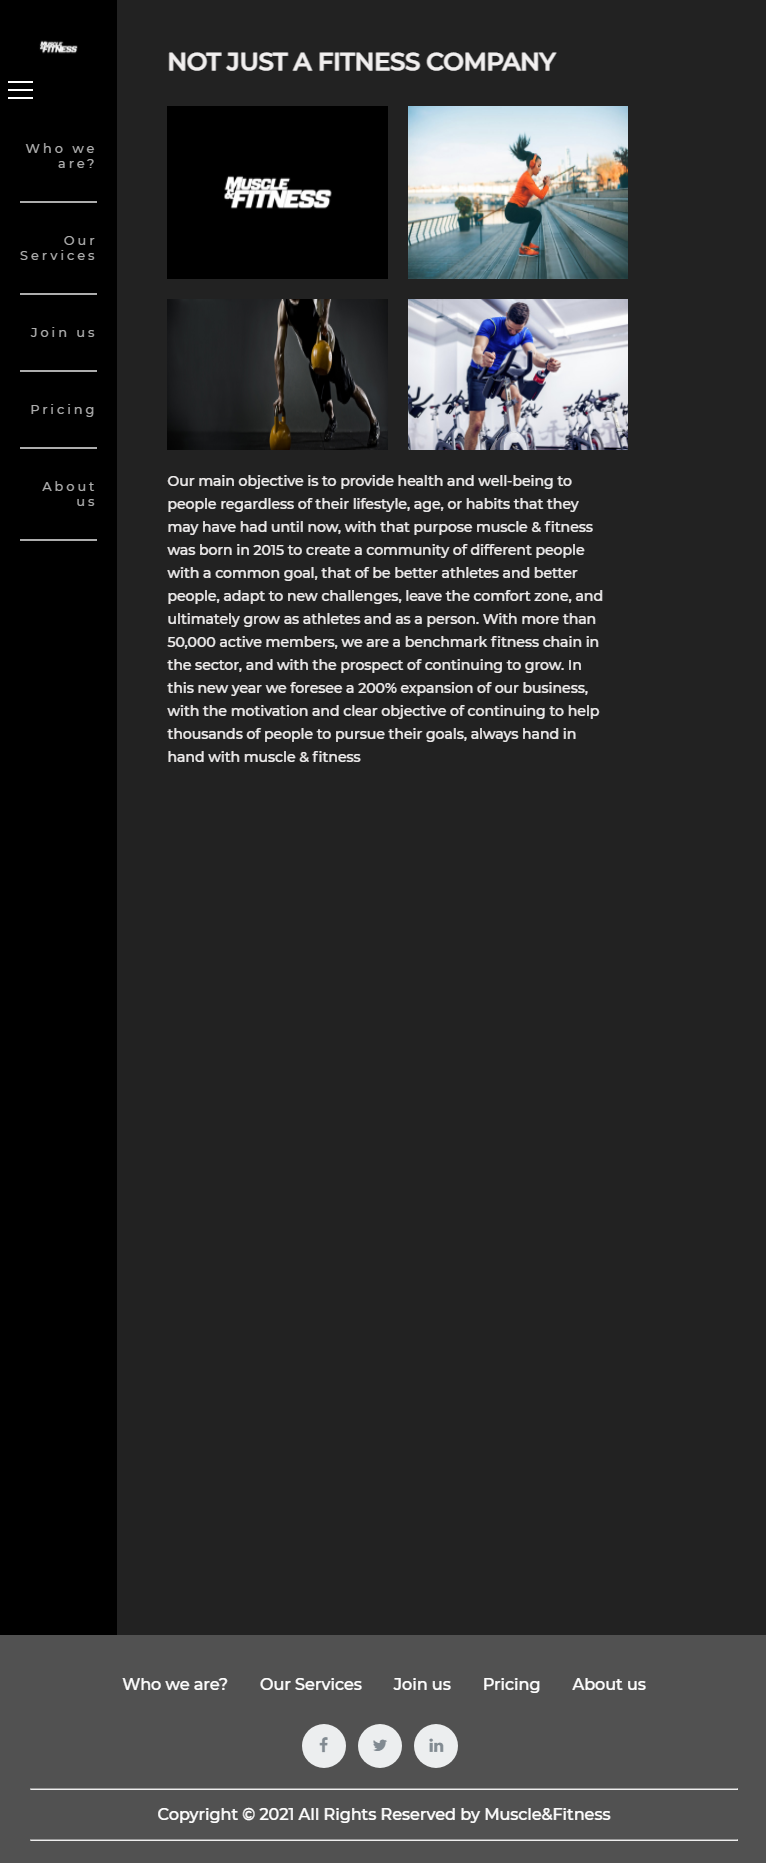 MUSCLE
&FITNESS
Who we
are?
Our
Services
Join us
Pricing
About
us
NOT JUST A FITNESS COMPANY
MUSCLE
&FITNESS
Our main objective is to provide health and well-being to
people regardless of their lifestyle, age, or habits that they
may have had until now, with that purpose muscle & fitness
was born in 2015 to create a community of different people
with a common goal, that of be better athletes and better
people, adapt to new challenges, leave the comfort zone, and
ultimately grow as athletes and as a person. With more than
50,000 active members, we are a benchmark fitness chain in
the sector, and with the prospect of continuing to grow. In
this new year we foresee a 200% expansion of our business,
with the motivation and clear objective of continuing to help
thousands of people to pursue their goals, always hand in
hand with muscle & fitness
Who we are? Our Services Join us Pricing About us
Copyright © 2021 All Rights Reserved by Muscle&Fitness